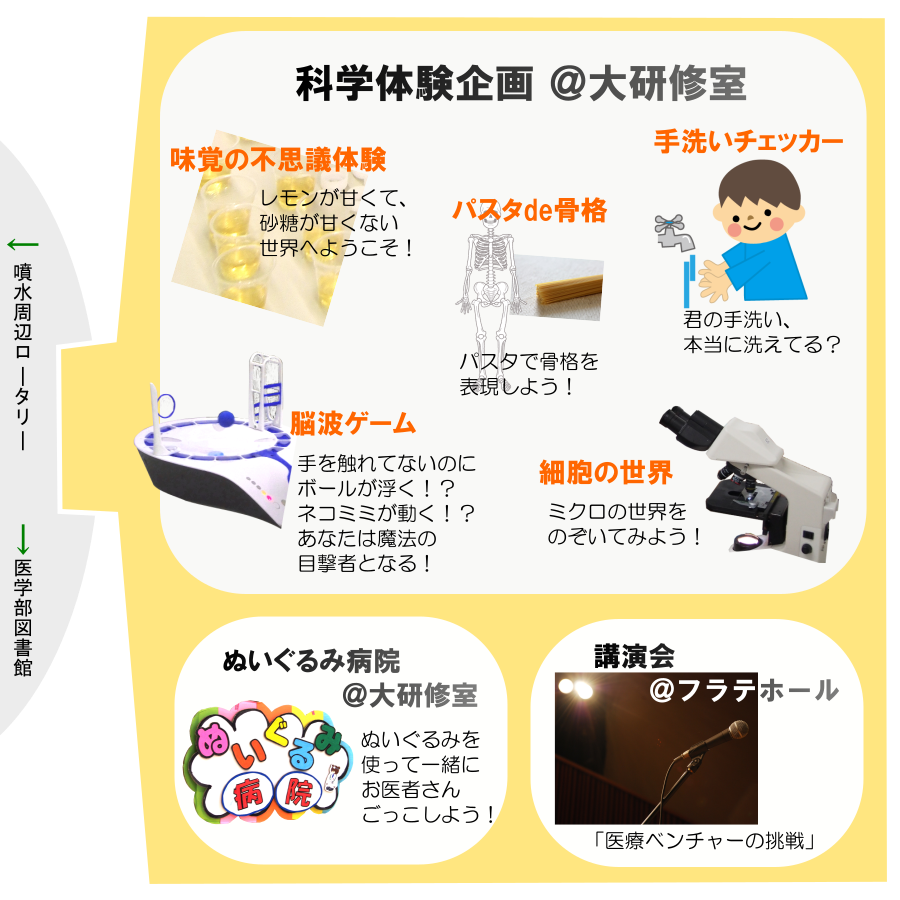 科学体験企画 @大研修室
味覚の不思議体験
レモンが甘くて、
砂糖が甘くない
世界へようこそ！
パスタde骨格
パスタで骨格を
表現しよう！
手洗いチェッカー
君の手洗い、
本当に洗えてる？
脳波ゲーム
手を触れてないのに
ボールが浮く！？
ネコミミが動く！？
あなたは魔法の
目撃者となる！
細胞の世界
ミクロの世界を
のぞいてみよう！
←噴水周辺ロータリー
→医学部図書館
ぬいぐるみ病院
@大研修室
ぬいぐるみ
病院
ぬいぐるみを
使って一緒に
お医者さん
ごっこしよう！
講演会
@フラテホール
「医療ベンチャーの挑戦」